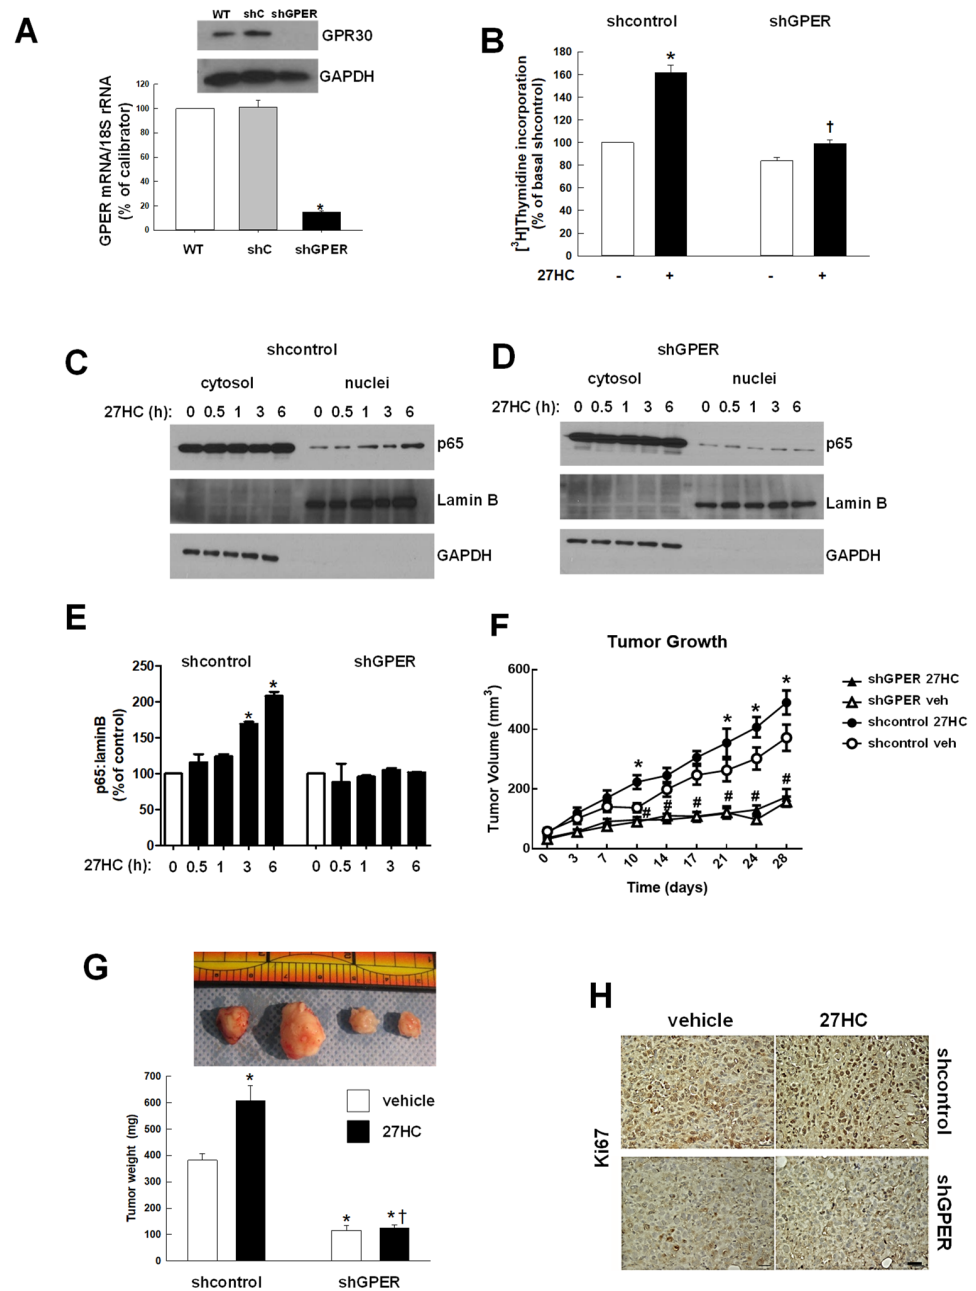 A
WT shC shGPER
GPR30
GAPDH
GPER mRNA/18S rRNA
(% of calibrator)
120
100
80
60
40
20
0
*
WT shC shGPER
B
shcontrol shGPER
[³H]Thymidine incorporation
(% of basal shcontrol)
180
160
140
120
100
80
60
40
20
0
* †
27HC - + - +
C
shcontrol
cytosol nuclei
27HC (h): 0 0.5 1 3 6 0 0.5 1 3 6
p65
Lamin B
GAPDH
D
shGPER
cytosol nuclei
27HC (h): 0 0.5 1 3 6 0 0.5 1 3 6
p65
Lamin B
GAPDH
E
shcontrol shGPER
p65:laminB
(%of control)
250
200
150
100
50
0
* *
27HC (h): 0 0.5 1 3 6 0 0.5 1 3 6
F
Tumor Growth
Tumor Volume (mm³)
600
400
200
0
* * * *
# # # # # #
0 3 7 10 14 17 21 24 28
Time (days)
shGPER 27HC
shGPER veh
shcontrol 27HC
shcontrol veh
G
Tumor weight (mg)
700
600
500
400
300
200
100
0
* * *†
vehicle
27HC
shcontrol shGPER
H
vehicle 27HC
Ki67
shcontrol
shGPER